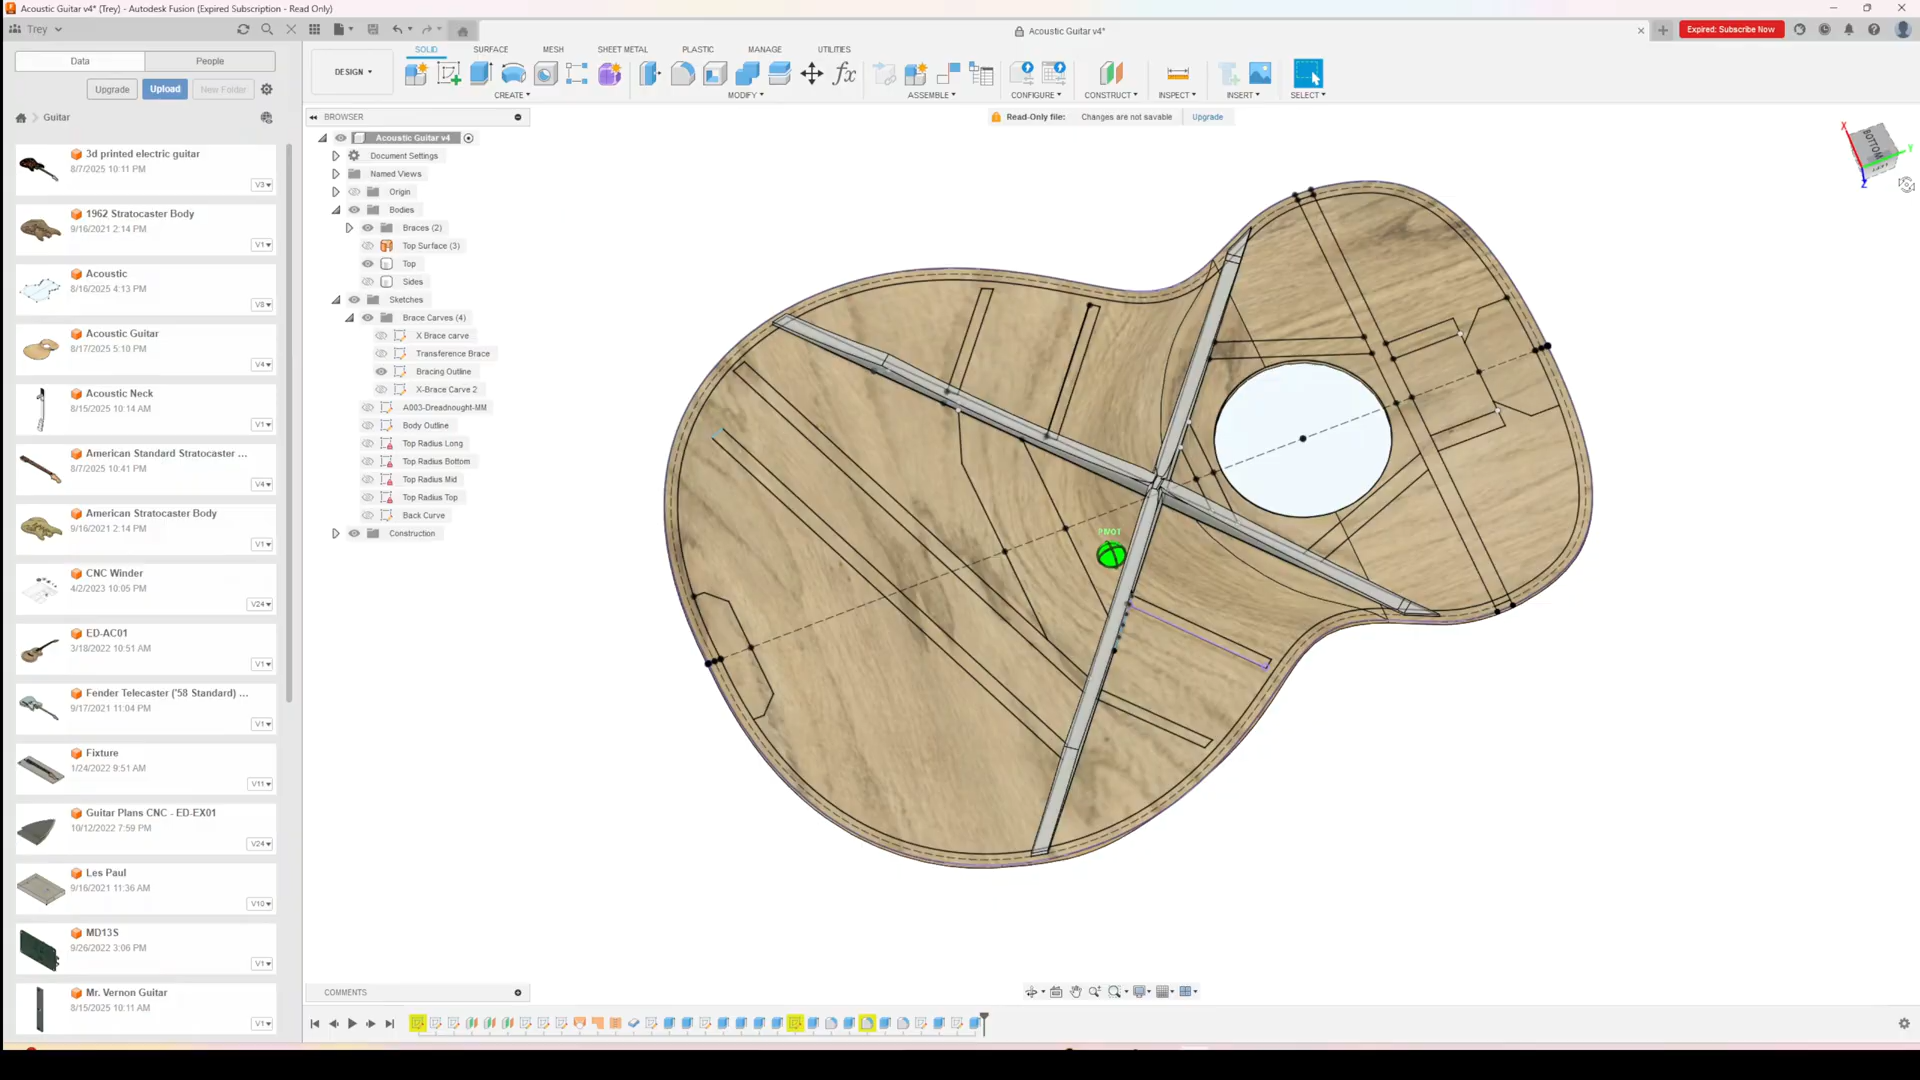 Acoustic Guitar v4* (Trey) - Autodesk Fusion (Expired Subscription - Read Only)
Trey
Acoustic Guitar v4*
Expired: Subscribe Now
Data
People
SOLID
SURFACE
MESH
SHEET METAL
PLASTIC
MANAGE
UTILITIES
DESIGN
Upgrade
Upload
New Folder
CREATE
MODIFY
ASSEMBLE
CONFIGURE
CONSTRUCT
INSPECT
INSERT
SELECT
Guitar
BROWSER
Read-Only file:
Changes are not savable
Upgrade
X
Y
Z
BOTTOM
3d printed electric guitar
8/7/2025 10:11 PM
V3
1962 Stratocaster Body
9/16/2021 2:14 PM
V1
Acoustic
8/16/2025 4:13 PM
V8
Acoustic Guitar
8/17/2025 5:10 PM
V4
Acoustic Neck
8/15/2025 10:14 AM
V1
American Standard Stratocaster ...
8/7/2025 10:41 PM
V4
American Stratocaster Body
9/16/2021 2:14 PM
V1
CNC Winder
4/2/2023 10:05 PM
V24
ED-AC01
3/18/2022 10:51 AM
V1
Fender Telecaster ('58 Standard) ...
9/17/2021 11:04 PM
V1
Fixture
1/24/2022 9:51 AM
V11
Guitar Plans CNC - ED-EX01
10/12/2022 7:59 PM
V24
Les Paul
9/16/2021 11:36 AM
V10
MD13S
9/26/2022 3:06 PM
V1
Mr. Vernon Guitar
8/15/2025 10:11 AM
V1
Acoustic Guitar v4
Document Settings
Named Views
Origin
Bodies
Braces (2)
Top Surface (3)
Top
Sides
Sketches
Brace Carves (4)
X Brace carve
Transference Brace
Bracing Outline
X-Brace Carve 2
A003-Dreadnought-MM
Body Outline
Top Radius Long
Top Radius Bottom
Top Radius Mid
Top Radius Top
Back Curve
Construction
PIVOT
COMMENTS